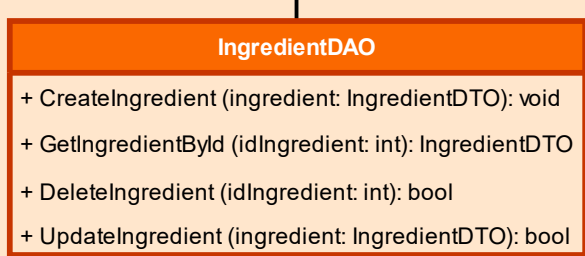 IngredientDAO
+ CreateIngredient (ingredient: IngredientDTO): void
+ GetIngredientById (idIngredient: int): IngredientDTO
+ DeleteIngredient (idIngredient: int): bool
+ UpdateIngredient (ingredient: IngredientDTO): bool